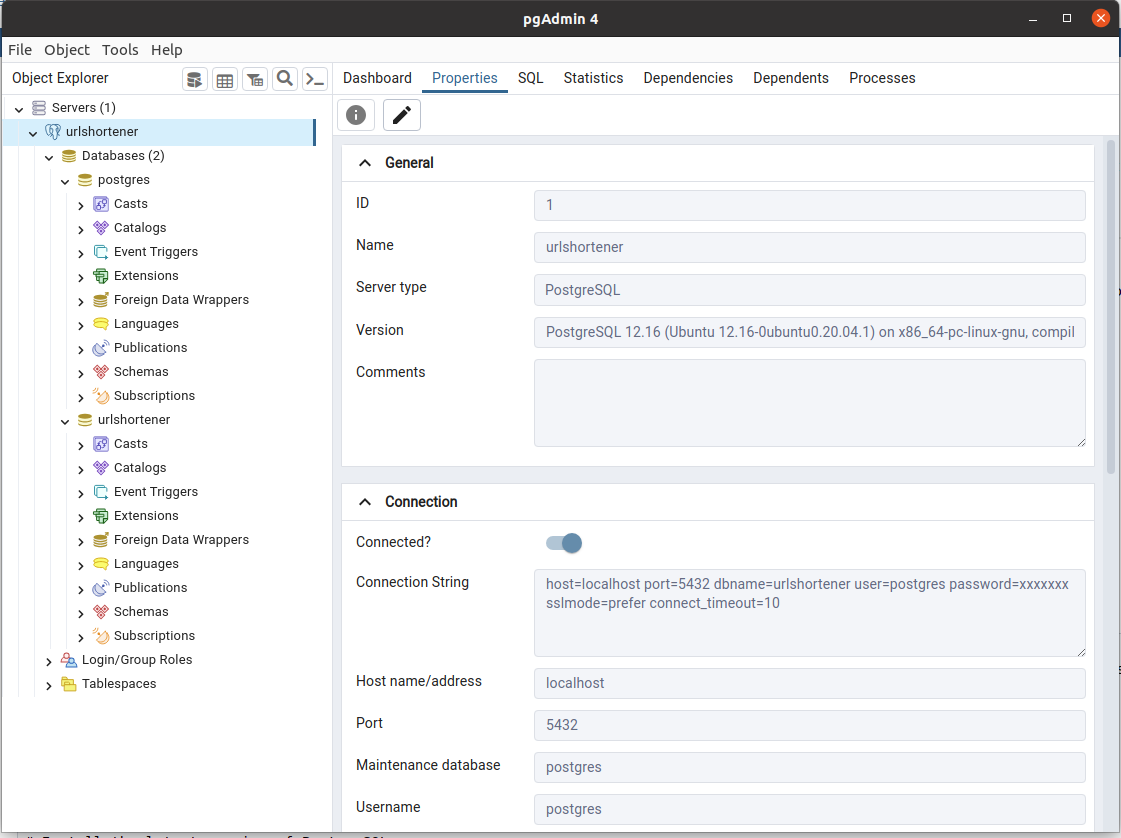 pgAdmin 4
File Object Tools Help
Object Explorer
Dashboard Properties SQL Statistics Dependencies Dependents Processes
Servers (1)
urlshortener
Databases (2)
postgres
Casts
Catalogs
Event Triggers
Extensions
Foreign Data Wrappers
Languages
Publications
Schemas
Subscriptions
urlshortener
Casts
Catalogs
Event Triggers
Extensions
Foreign Data Wrappers
Languages
Publications
Schemas
Subscriptions
Login/Group Roles
Tablespaces
General
ID 1
Name urlshortener
Server type PostgreSQL
Version PostgreSQL 12.16 (Ubuntu 12.16-0ubuntu0.20.04.1) on x86_64-pc-linux-gnu, compil
Comments
Connection
Connected?
Connection String host=localhost port=5432 dbname=urlshortener user=postgres password=xxxxxxx
sslmode=prefer connect_timeout=10
Host name/address localhost
Port 5432
Maintenance database postgres
Username postgres